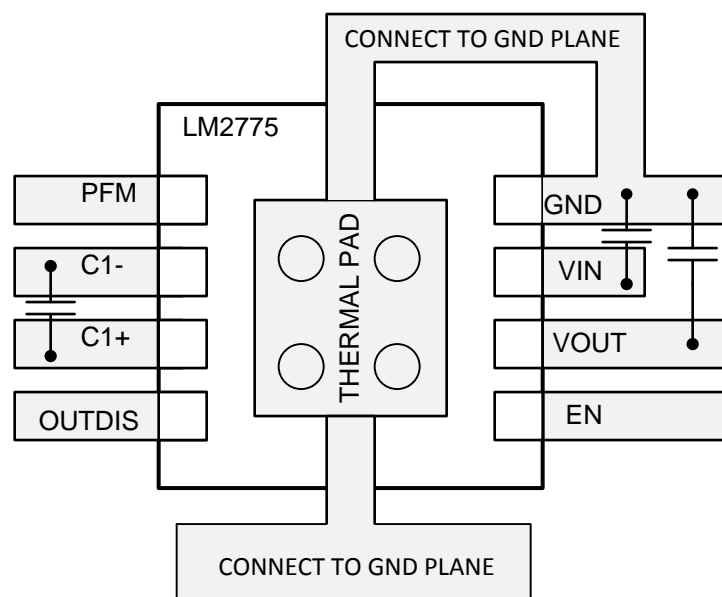 CONNECT TO GND PLANE
LM2775
PFM
C1-
C1+
OUTDIS
THERMAL PAD
GND
VIN
VOUT
EN
CONNECT TO GND PLANE